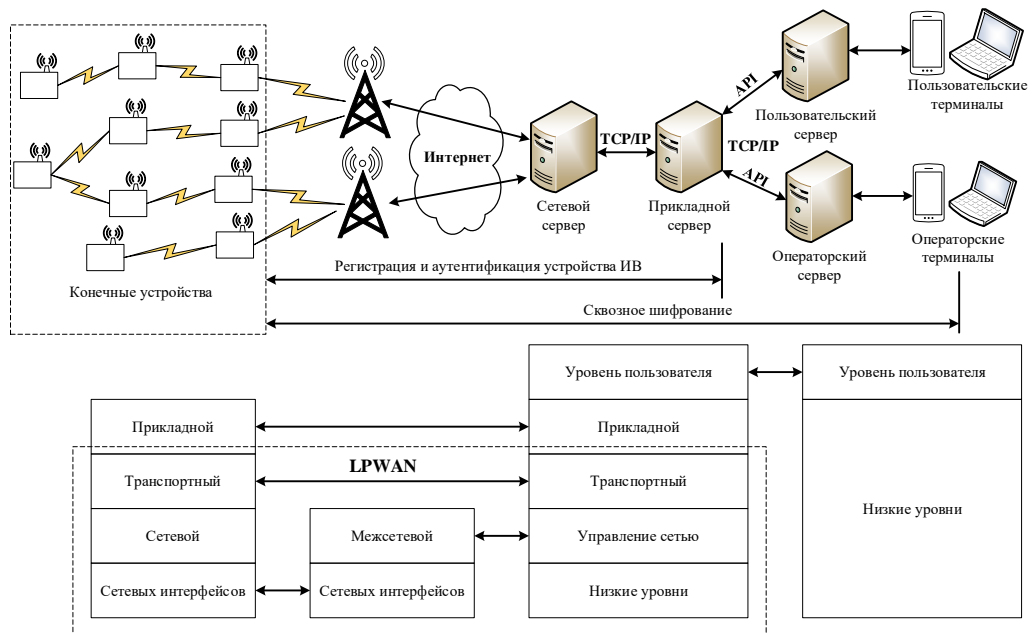 Конечные устройства
Интернет
Сетевой
сервер
TCP/IP
Прикладной
сервер
TCP/IP
API
API
Пользовательский
сервер
Пользовательские
терминалы
Операторский
сервер
Операторские
терминалы
Регистрация и аутентификация устройства ИВ
Сквозное шифрование
Уровень пользователя
Уровень пользователя
Прикладной
Прикладной
LPWAN
Транспортный
Транспортный
Низкие уровни
Сетевой
Межсетевой
Управление сетью
Сетевых интерфейсов
Сетевых интерфейсов
Низкие уровни